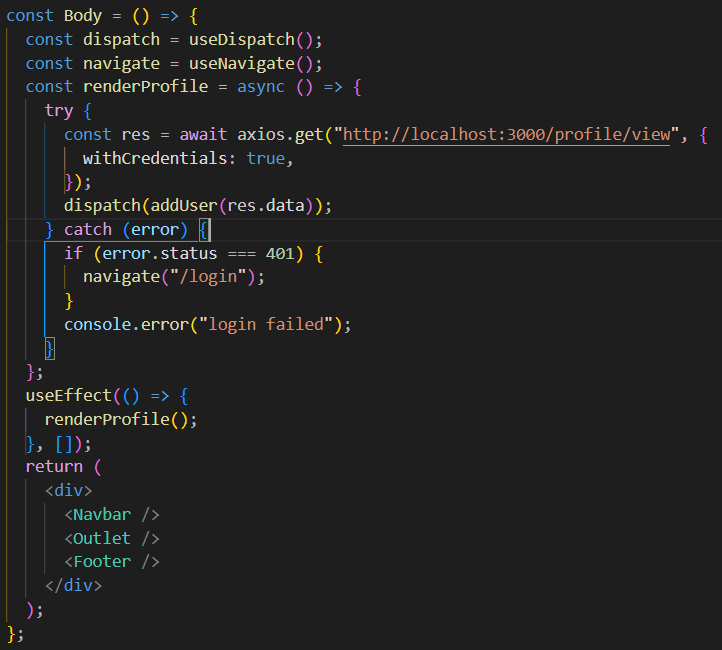 const Body = () => {
  const dispatch = useDispatch();
  const navigate = useNavigate();
  const renderProfile = async () => {
    try {
      const res = await axios.get("http://localhost:3000/profile/view", {
        withCredentials: true,
      });
      dispatch(addUser(res.data));
    } catch (error) {
      if (error.status === 401) {
        navigate("/login");
      }
      console.error("login failed");
    }
  };
  useEffect(() => {
    renderProfile();
  }, []);
  return (
    <div>
      <Navbar />
      <Outlet />
      <Footer />
    </div>
  );
};